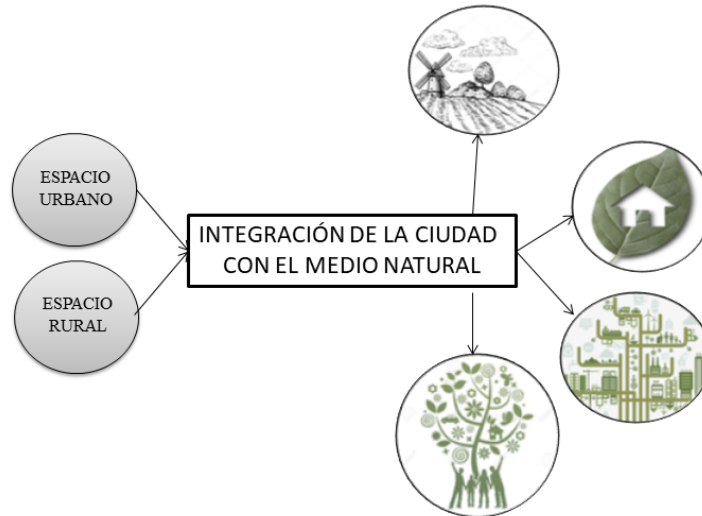 ESPACIO
URBANO
INTEGRACIÓN DE LA CIUDAD
CON EL MEDIO NATURAL
ESPACIO
RURAL